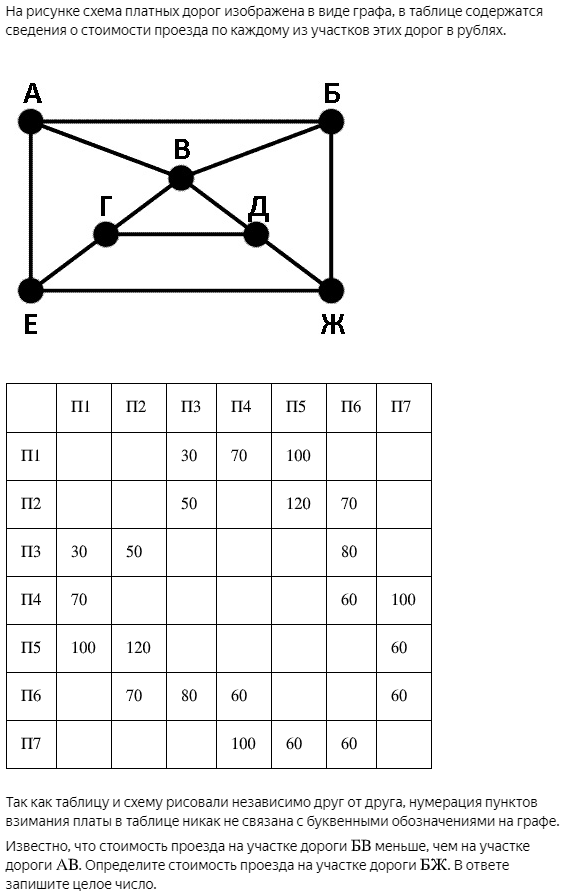 На рисунке схема платных дорог изображена в виде графа, в таблице содержатся
сведения о стоимости проезда по каждому из участков этих дорог в рублях.
А Б
В
Г Д
Е Ж
П1 П2 П3 П4 П5 П6 П7
П1 30 70 100
П2 50 120 70
П3 30 50 80
П4 70 60 100
П5 100 120 60
П6 70 80 60 60
П7 100 60 60
Так как таблицу и схему рисовали независимо друг от друга, нумерация пунктов
взимания платы в таблице никак не связана с буквенными обозначениями на графе.
Известно, что стоимость проезда на участке дороги БВ меньше, чем на участке
дороги АВ. Определите стоимость проезда на участке дороги БЖ. В ответе
запишите целое число.